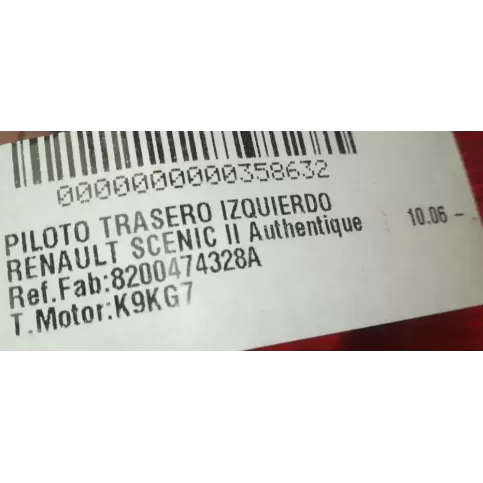 0000000000358632
PILOTO TRASERO IZQUIERDO
RENAULT SCENIC II Authentique
10.06 -
Ref.Fab:8200474328A
T.Motor:K9KG7